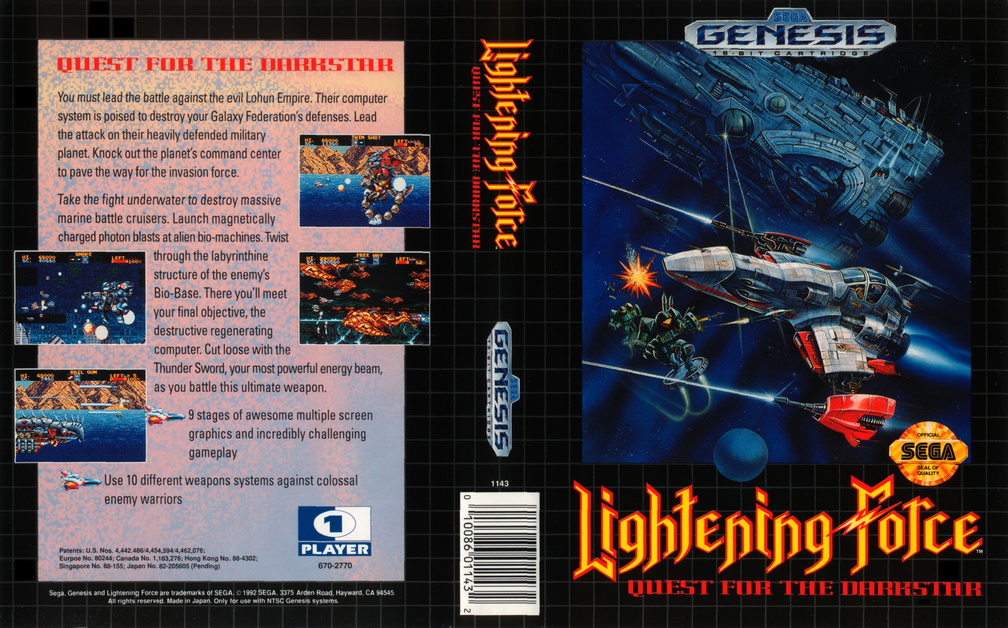 QUEST FOR THE DARKSTAR
You must lead the battle against the evil Lohun Empire. Their computer
system is poised to destroy your Galaxy Federation's defenses. Lead
the attack on their heavily defended military
planet. Knock out the planet's command center
to pave the way for the invasion force.
Take the fight underwater to destroy massive
marine battle cruisers. Launch magnetically
charged photon blasts at alien bio-machines. Twist
through the labyrinthine
structure of the enemy's
Bio-Base. There you'll meet
your final objective, the
destructive regenerating
computer. Cut loose with the
Thunder Sword, your most powerful energy beam,
as you battle this ultimate weapon.
9 stages of awesome multiple screen
graphics and incredibly challenging
gameplay
Use 10 different weapons systems against colossal
enemy warriors
TWIN SHOT
FREE WAY
RAIL GUN
1
PLAYER
670-2770
Patents: U.S. Nos. 4,442,486/4,454,594/4,462,076;
Eurpoe No. 80244; Canada No. 1,183,276; Hong Kong No. 88-4302;
Singapore No. 88-155; Japan No. 82-205605 (Pending)
Sega, Genesis and Lightening Force are trademarks of SEGA. © 1992 SEGA. 3375 Arden Road, Hayward, CA 94545.
All rights reserved. Made in Japan. Only for use with NTSC Genesis systems.
Lightening Force
QUEST FOR THE DARKSTAR
SEGA
GENESIS
16-BIT CARTRIDGE
1143
0 10086 01143 2
SEGA
GENESIS
16-BIT CARTRIDGE
OFFICIAL
SEGA
SEAL OF
QUALITY
Lightening Force™
QUEST FOR THE DARKSTAR